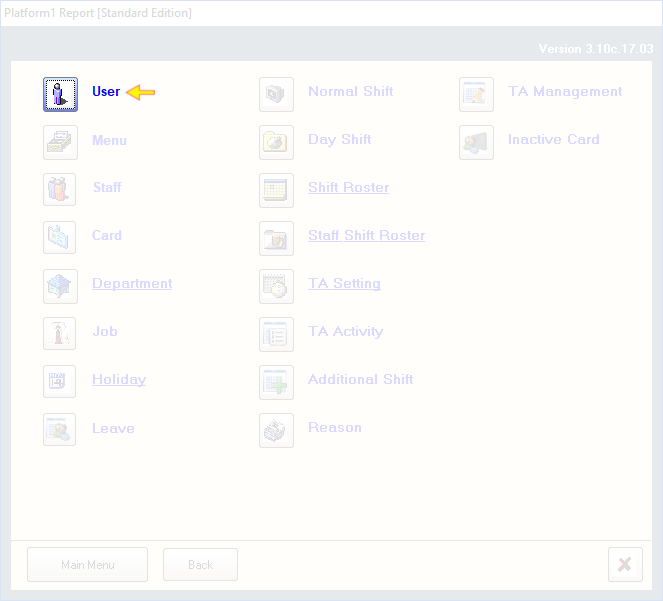 Platform1 Report [Standard Edition]
Version 3.10c.17.03
User
Menu
Staff
Card
Department
Job
Holiday
Leave
Normal Shift
Day Shift
Shift Roster
Staff Shift Roster
TA Setting
TA Activity
Additional Shift
Reason
TA Management
Inactive Card
Main Menu
Back